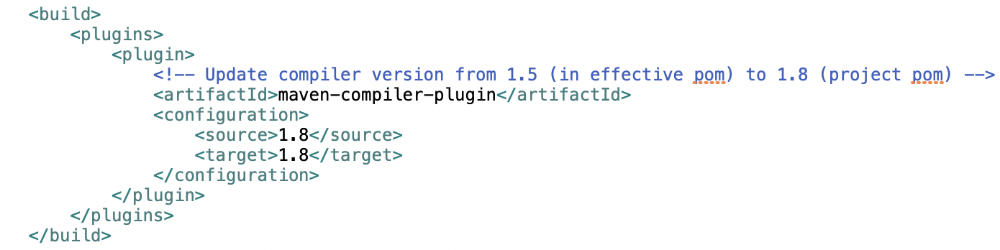 <build>
<plugins>
<plugin>
<!-- Update compiler version from 1.5 (in effective pom) to 1.8 (project pom) -->
<artifactId>maven-compiler-plugin</artifactId>
<configuration>
<source>1.8</source>
<target>1.8</target>
</configuration>
</plugin>
</plugins>
</build>